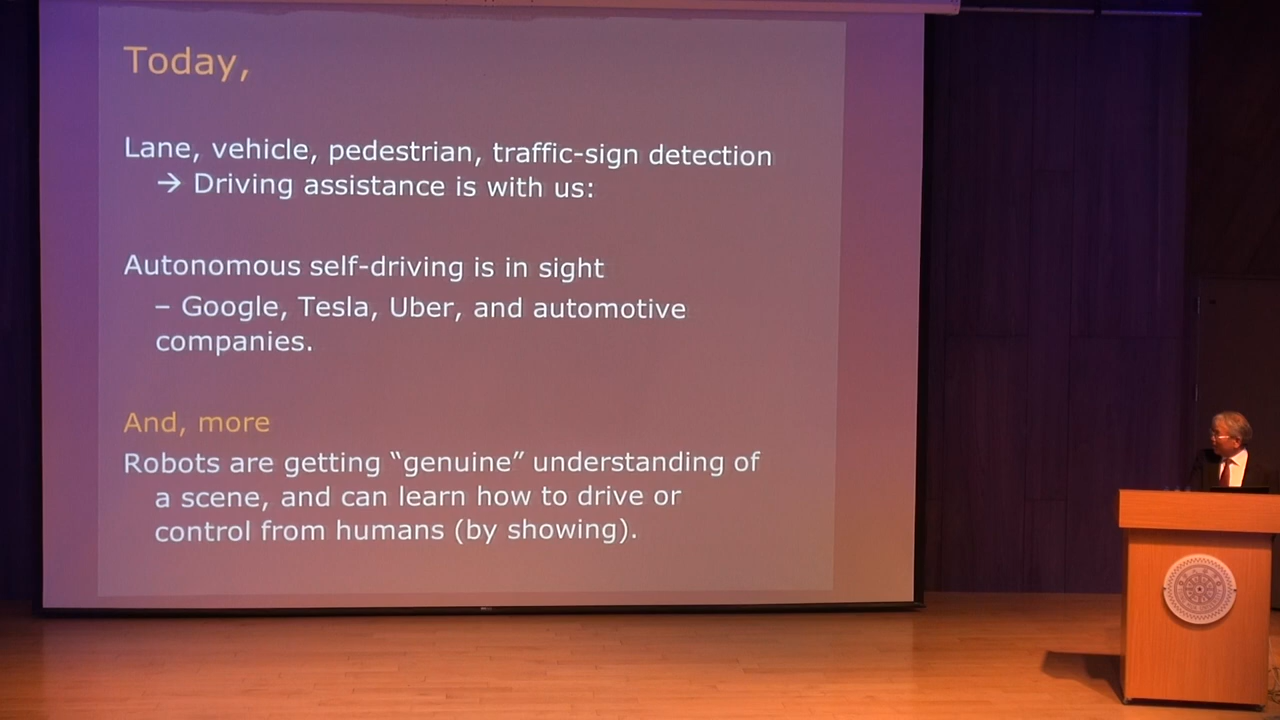 Today,
Lane, vehicle, pedestrian, traffic-sign detection
→ Driving assistance is with us:
Autonomous self-driving is in sight
– Google, Tesla, Uber, and automotive
companies.
And, more
Robots are getting “genuine” understanding of
a scene, and can learn how to drive or
control from humans (by showing).